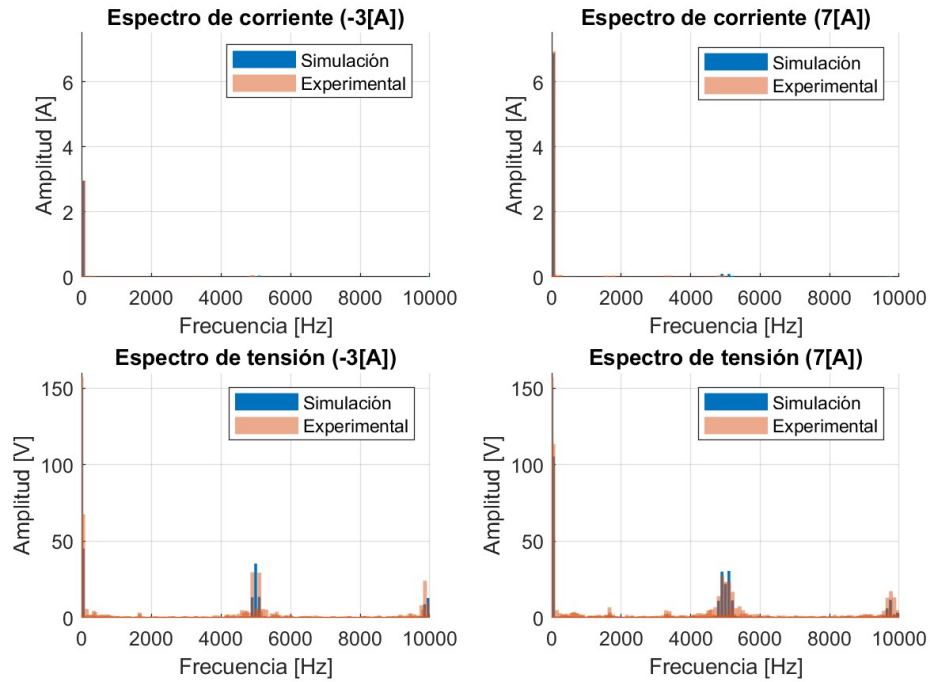 Espectro de corriente (-3[A])
Amplitud [A]
6
4
2
0
Simulación
Experimental
0 2000 4000 6000 8000 10000
Frecuencia [Hz]
Espectro de corriente (7[A])
Amplitud [A]
6
4
2
0
Simulación
Experimental
0 2000 4000 6000 8000 10000
Frecuencia [Hz]
Espectro de tensión (-3[A])
Amplitud [V]
150
100
50
0
Simulación
Experimental
0 2000 4000 6000 8000 10000
Frecuencia [Hz]
Espectro de tensión (7[A])
Amplitud [V]
150
100
50
0
Simulación
Experimental
0 2000 4000 6000 8000 10000
Frecuencia [Hz]